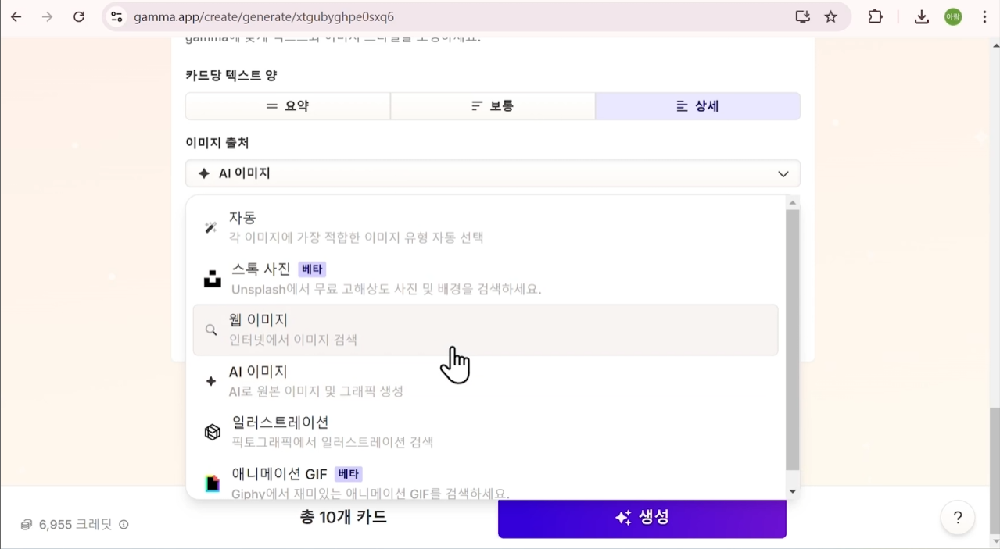 gamma.app/create/generate/xtgubyghpe0sxq6
아람
카드당 텍스트 양
요약
보통
상세
이미지 출처
AI 이미지
자동
각 이미지에 가장 적합한 이미지 유형 자동 선택
스톡 사진 베타
Unsplash에서 무료 고해상도 사진 및 배경을 검색하세요.
웹 이미지
인터넷에서 이미지 검색
AI 이미지
AI로 원본 이미지 및 그래픽 생성
일러스트레이션
픽토그래픽에서 일러스트레이션 검색
애니메이션 GIF 베타
Giphy에서 재미있는 애니메이션 GIF를 검색하세요.
6,955 크레딧
총 10개 카드
생성
?